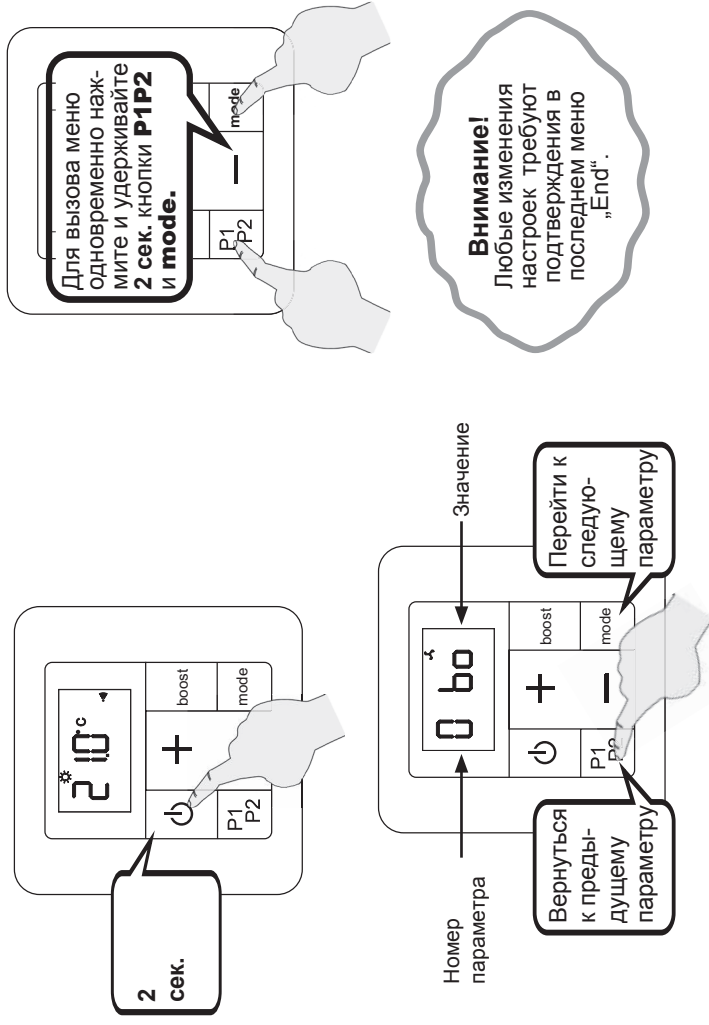 21.0°c
2
сек.
boost
P1
P2
mode
Для вызова меню
одновременно наж-
мите и удерживайте
2 сек. кнопки P1P2
и mode.
P1
P2
mode
Номер
параметра
0 bo
Значение
boost
P1
P2
mode
Вернуться
к преды-
дущему
параметру
Перейти к
следую-
щему
параметру
Внимание!
Любые изменения
настроек требуют
подтверждения в
последнем меню
„End“.